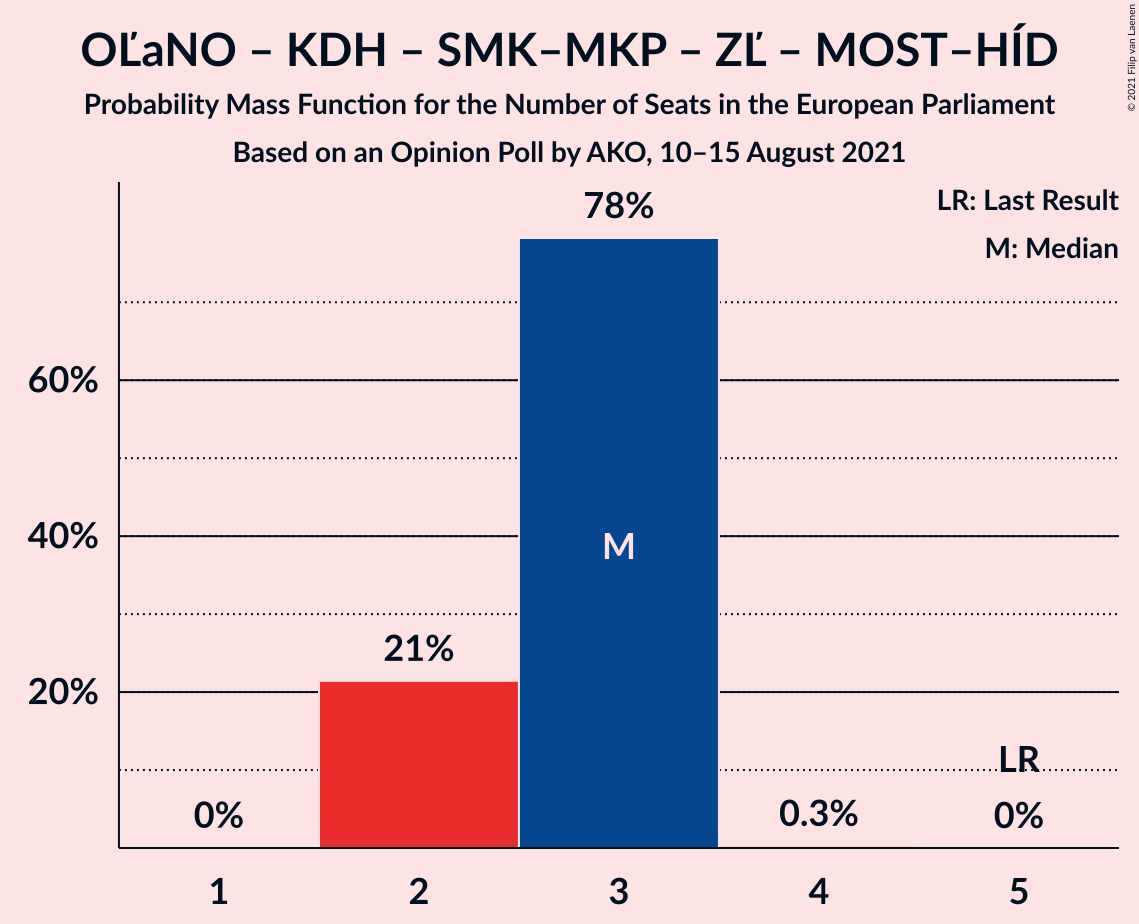 OĽaNO – KDH – SMK–MKP – ZĽ – MOST–HÍD
Probability Mass Function for the Number of Seats in the European Parliament
Based on an Opinion Poll by AKO, 10–15 August 2021
© 2021 Filip van Laenen
LR: Last Result
M: Median
78%
60%
40%
20%
M
21%
0%
0.3%
LR
0%
1 2 3 4 5